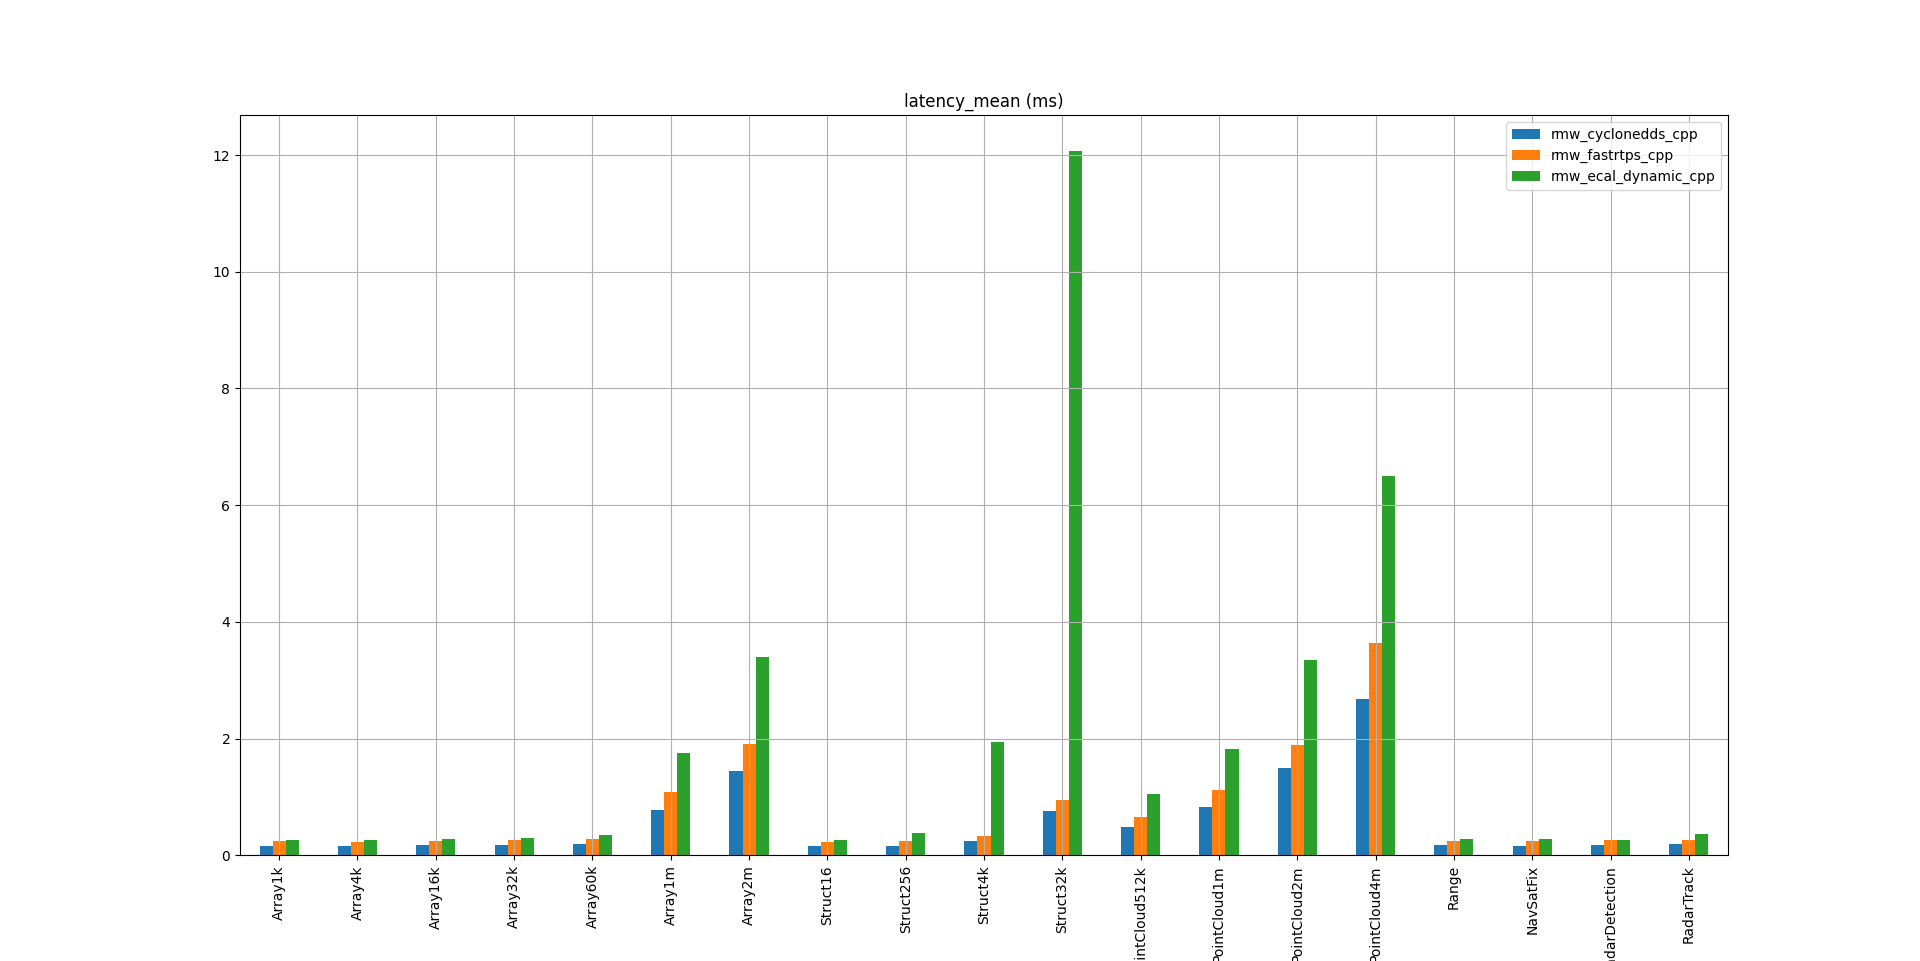 latency_mean (ms)
rmw_cyclonedds_cpp
rmw_fastrtps_cpp
rmw_ecal_dynamic_cpp
12
10
8
6
4
2
0
Array1k
Array4k
Array16k
Array32k
Array60k
Array1m
Array2m
Struct16
Struct256
Struct4k
Struct32k
intCloud512k
PointCloud1m
PointCloud2m
PointCloud4m
Range
NavSatFix
darDetection
RadarTrack